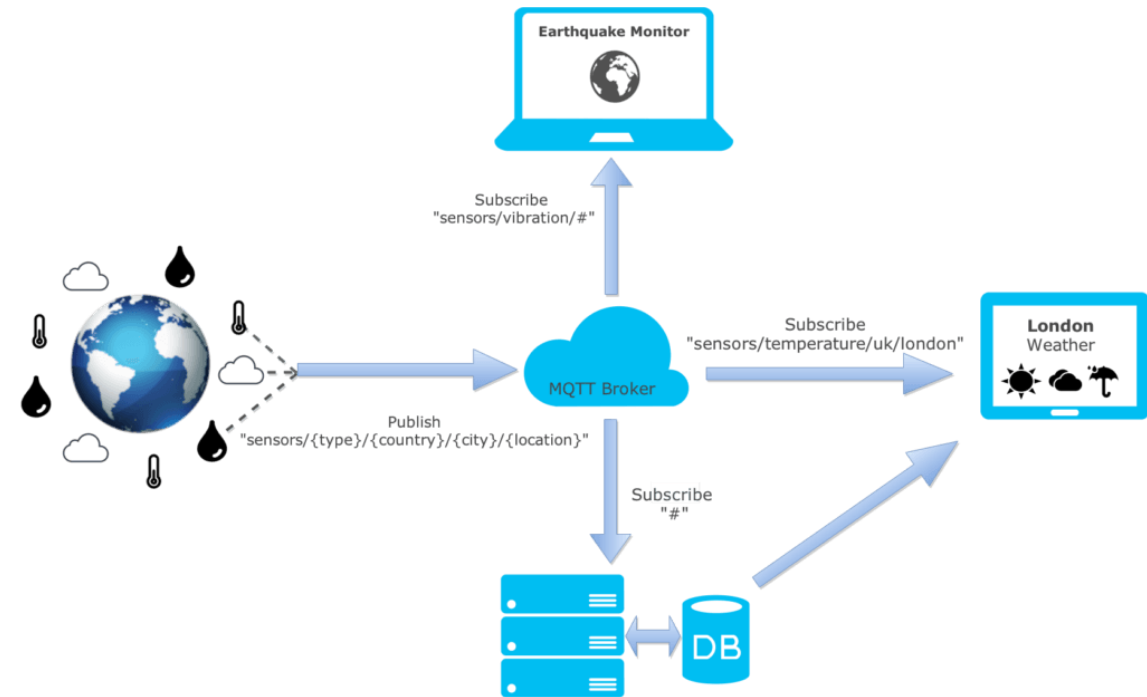 Earthquake Monitor
Subscribe
"sensors/vibration/#"
Subscribe
"sensors/temperature/uk/london"
London
Weather
MQTT Broker
Publish
"sensors/{type}/{country}/{city}/{location}"
Subscribe
"#"
DB